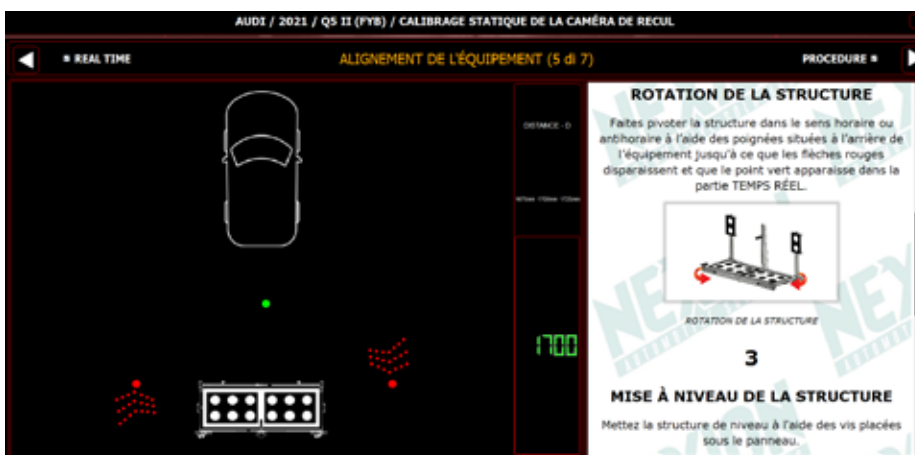 AUDI / 2021 / Q5 II (FYB) / CALIBRAGE STATIQUE DE LA CAMÉRA DE RECUL
REAL TIME
ALIGNEMENT DE L'ÉQUIPEMENT (5 di 7)
PROCEDURE
DISTANCE - D
1700
ROTATION DE LA STRUCTURE
Faites pivoter la structure dans le sens horaire ou
antihoraire à l'aide des poignées situées à l'arrière de
l'équipement jusqu'à ce que les flèches rouges
disparaissent et que le point vert apparaisse dans la
partie TEMPS RÉEL.
ROTATION DE LA STRUCTURE
3
MISE À NIVEAU DE LA STRUCTURE
Mettez la structure de niveau à l'aide des vis placées
sous le panneau.